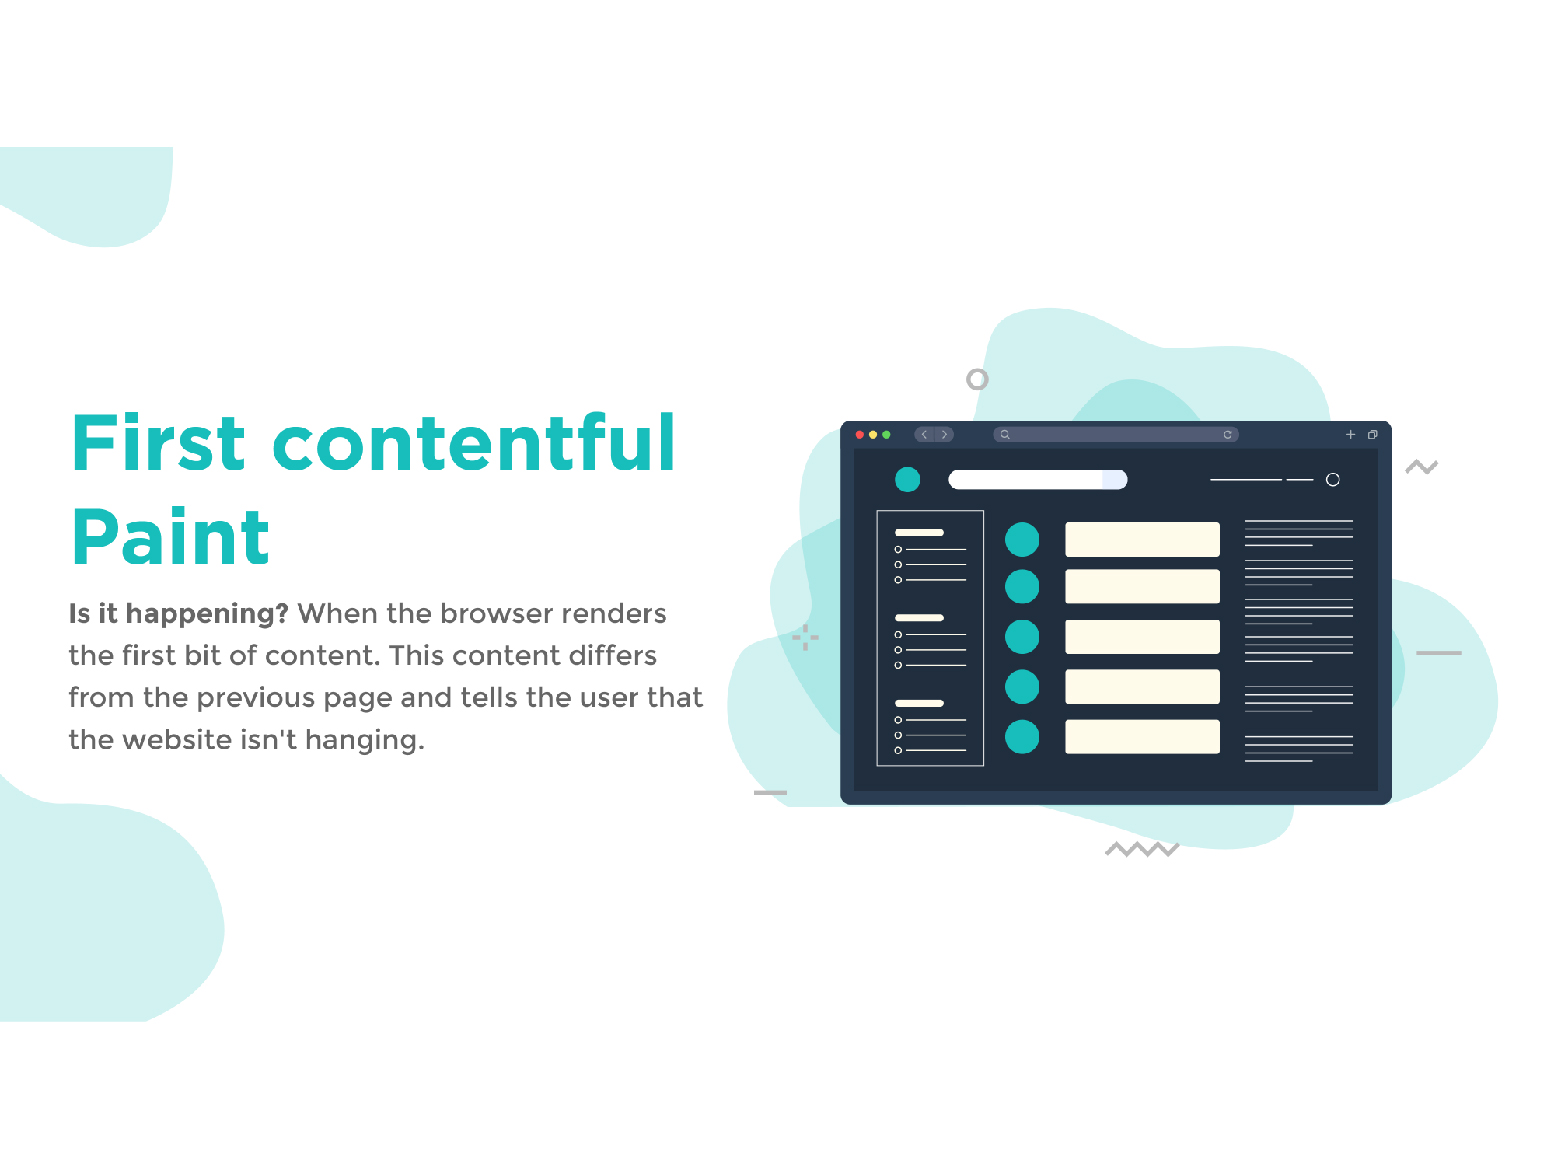 First contentful
Paint
Is it happening? When the browser renders
the first bit of content. This content differs
from the previous page and tells the user that
the website isn't hanging.